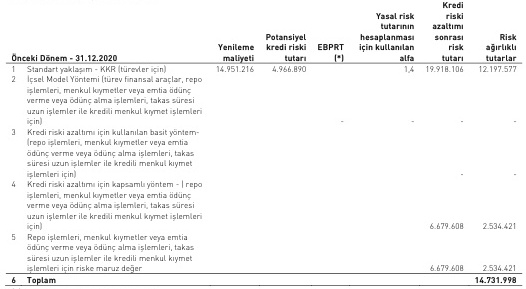 Kredi
Yasal risk riski
tutarının azaltımı
Potansiyel hesaplanması sonrası Risk
Yenileme kredi riski EBPRT için kullanılan risk ağırlıklı
Önceki Dönem - 31.12.2020 maliyeti tutarı (*) alfa tutarı tutarlar
1 Standart yaklaşım - KKR (türevler için) 14.951.216 4.966.890 1,4 19.918.106 12.197.577
2 İçsel Model Yöntemi (türev finansal araçlar, repo
işlemleri, menkul kıymetler veya emtia ödünç
verme veya ödünç alma işlemleri, takas süresi
uzun işlemler ile kredili menkul kıymet işlemleri
için) - - - -
3 Kredi riski azaltımı için kullanılan basit yöntem-
(repo işlemleri, menkul kıymetler veya emtia
ödünç verme veya ödünç alma işlemleri, takas
süresi uzun işlemler ile kredili menkul kıymet
işlemleri için) - -
4 Kredi riski azaltımı için kapsamlı yöntem - ( repo
işlemleri, menkul kıymetler veya emtia ödünç
verme veya ödünç alma işlemleri, takas süresi
uzun işlemler ile kredili menkul kıymet işlemleri
için) 6.679.608 2.534.421
5 Repo işlemleri, menkul kıymetler veya emtia
ödünç verme veya ödünç alma işlemleri, takas
süresi uzun işlemler ile kredili menkul kıymet
işlemleri için riske maruz değer 6.679.608 2.534.421
6 Toplam 14.731.998